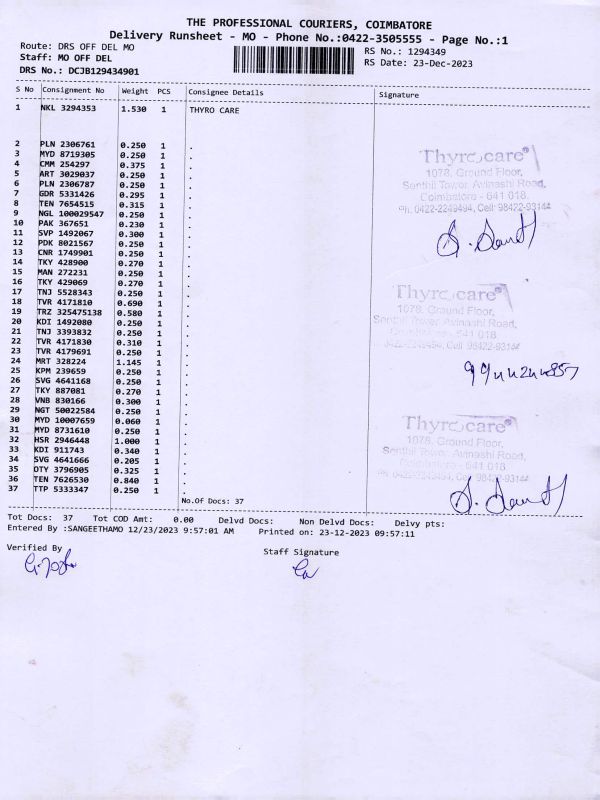 THE PROFESSIONAL COURIERS, COIMBATORE
Delivery Runsheet - MO - Phone No.:0422-3505555 - Page No.:1
Route: DRS OFF DEL MO
RS No.: 1294349
Staff: MO OFF DEL
RS Date: 23-Dec-2023
DRS No.: DCJB129434901
S No Consignment No Weight PCS Consignee Details Signature
1 NKL 3294353 1.530 1 THYRO CARE
2 PLN 2306761 0.250 1 .
3 MYD 8719305 0.250 1 .
4 CMM 254297 0.375 1 .
5 ART 3029037 0.250 1 .
6 PLN 2306787 0.250 1 .
7 GDR 5331426 0.295 1 .
8 TEN 7654515 0.315 1 .
9 NGL 100029547 0.250 1 .
10 PAK 367651 0.230 1 .
11 SVP 1492067 0.300 1 .
12 PDK 8021567 0.250 1 .
13 CNR 1749901 0.250 1 .
14 TKY 428900 0.270 1 .
15 MAN 272231 0.250 1 .
16 TKY 429069 0.270 1 .
17 TNJ 5528343 0.250 1 .
18 TVR 4171810 0.690 1 .
19 TRZ 325475138 0.580 1 .
20 KDI 1492080 0.250 1 .
21 TNJ 3393832 0.250 1 .
22 TVR 4171830 0.310 1 .
23 TVR 4179691 0.250 1 .
24 MRT 328224 1.145 1 .
25 KPM 239659 0.250 1 .
26 SVG 4641168 0.250 1 .
27 TKY 887081 0.270 1 .
28 VNB 830166 0.300 1 .
29 NGT 50022584 0.250 1 .
30 MYD 10007659 0.060 1 .
31 MYD 8731610 0.250 1 .
32 HSR 2946448 1.000 1 .
33 KDI 911743 0.340 1 .
34 SVG 4641666 0.205 1 .
35 OTY 3796905 0.325 1 .
36 TEN 7626530 0.840 1 .
37 TTP 5333347 0.250 1 .
Thyrocare®
1078, Ground Floor,
Senthil Tower, Avinashi Road,
Coimbatore - 641 018.
Ph: 0422-2249494, Cell: 98422-93144
Thyrocare®
1078, Ground Floor,
Senthil Tower, Avinashi Road,
Coimbatore - 641 018
Cell: 98422-93144
Thyrocare®
1078, Ground Floor,
Senthil Tower, Avinashi Road,
Coimbatore - 641 018
No.Of Docs: 37
Tot Docs: 37 Tot COD Amt: 0.00 Delvd Docs: Non Delvd Docs: Delvy pts:
Entered By :SANGEETHAMO 12/23/2023 9:57:01 AM Printed on: 23-12-2023 09:57:11
Verified By
Staff Signature